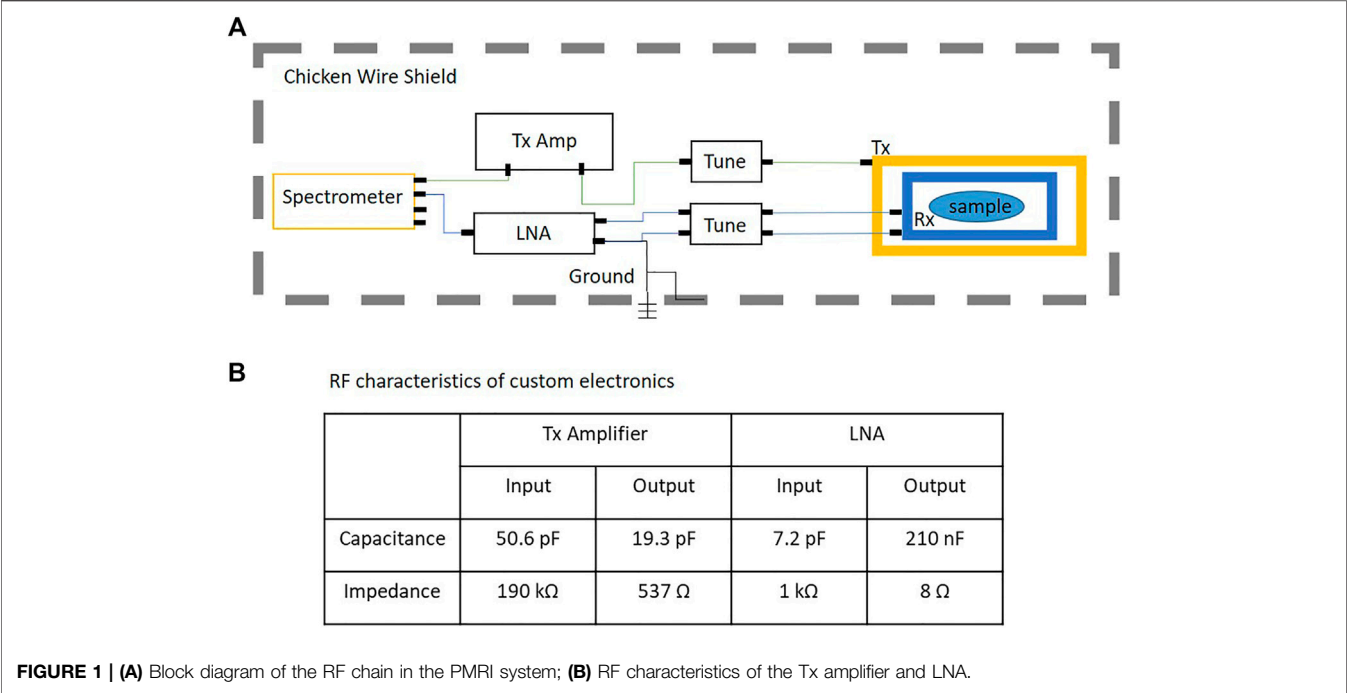 A
Chicken Wire Shield
Tx Amp
Tune
Tx
Spectrometer
LNA
Tune
Rx
sample
Ground
B
RF characteristics of custom electronics
Tx Amplifier LNA
Input Output Input Output
Capacitance 50.6 pF 19.3 pF 7.2 pF 210 nF
Impedance 190 kΩ 537 Ω 1 kΩ 8 Ω
FIGURE 1 | (A) Block diagram of the RF chain in the PMRI system; (B) RF characteristics of the Tx amplifier and LNA.